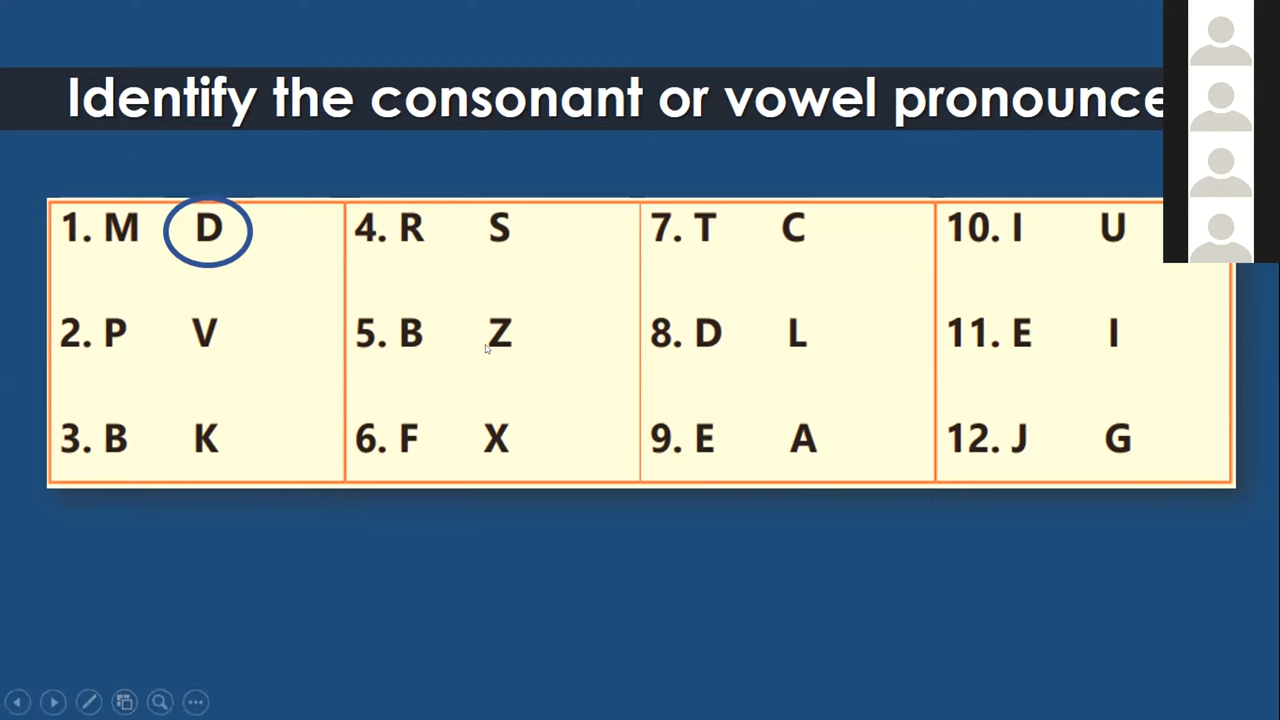 Identify the consonant or vowel pronounce
1. M D
2. P V
3. B K
4. R S
5. B Z
6. F X
7. T C
8. D L
9. E A
10. I U
11. E I
12. J G